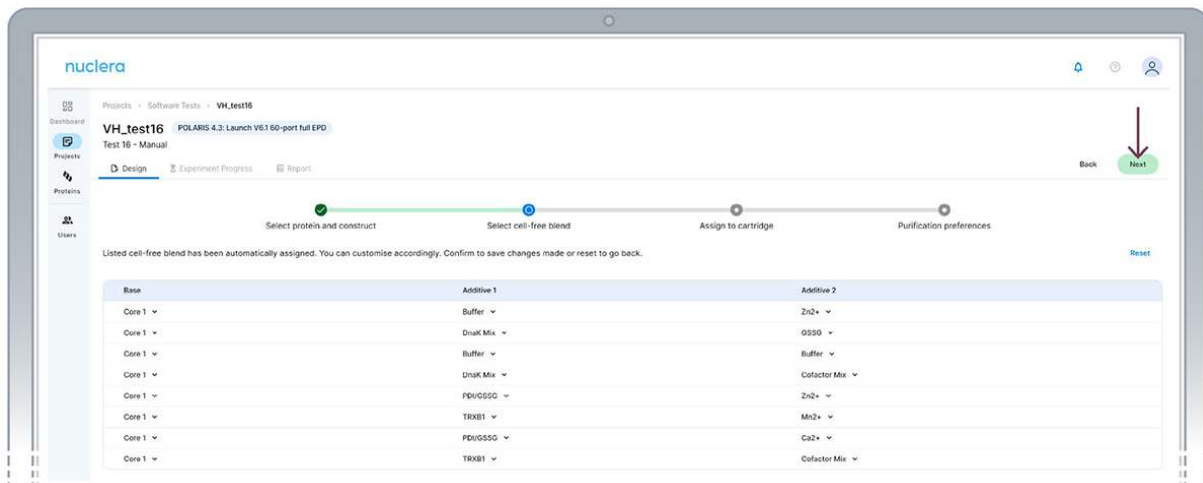 nuclera
Dashboard
Projects
Proteins
Users
Projects › Software Tests › VH_test16
VH_test16 POLARIS 4.3: Launch V6.1 60-port full EPD
Test 16 - Manual
Design Experiment Progress Report
Back Next
Select protein and construct Select cell-free blend Assign to cartridge Purification preferences
Listed cell-free blend has been automatically assigned. You can customise accordingly. Confirm to save changes made or reset to go back. Reset
Base Additive 1 Additive 2
Core 1 Buffer Zn2+
Core 1 DnaK Mix GSSG
Core 1 Buffer Buffer
Core 1 DnaK Mix Cofactor Mix
Core 1 PDI/GSSG Zn2+
Core 1 TRXB1 Mn2+
Core 1 PDI/GSSG Ca2+
Core 1 TRXB1 Cofactor Mix